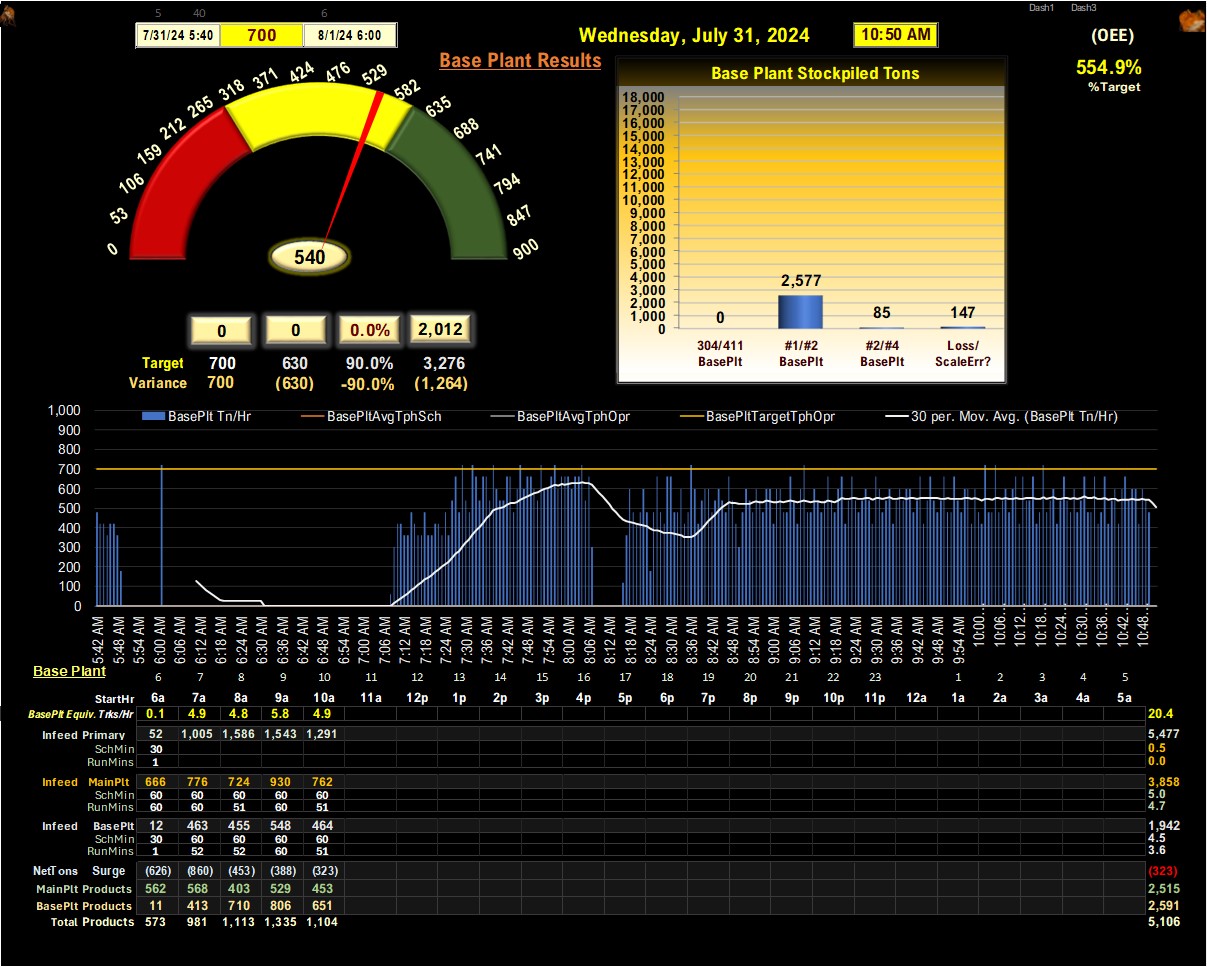 5 40 6 Dash1 Dash3
7/31/24 5:40 700 8/1/24 6:00 Wednesday, July 31, 2024 10:50 AM (OEE)
Base Plant Results
554.9%
%Target
0 53 106 159 212 265 318 371 424 476 529 582 635 688 741 794 847 900
540
Base Plant Stockpiled Tons
18,000
17,000
16,000
15,000
14,000
13,000
12,000
11,000
10,000
9,000
8,000
7,000
6,000
5,000
4,000
3,000
2,000
1,000
0
0 2,577 85 147
304/411 #1/#2 #2/#4 Loss/
BasePlt BasePlt BasePlt ScaleErr?
0 0 0.0% 2,012
Target 700 630 90.0% 3,276
Variance 700 (630) -90.0% (1,264)
BasePlt Tn/Hr BasePltAvgTphSch BasePltAvgTphOpr BasePltTargetTphOpr 30 per. Mov. Avg. (BasePlt Tn/Hr)
1,000
900
800
700
600
500
400
300
200
100
0
5:42 AM 5:48 AM 5:54 AM 6:00 AM 6:06 AM 6:12 AM 6:18 AM 6:24 AM 6:30 AM 6:36 AM 6:42 AM 6:48 AM 6:54 AM 7:00 AM 7:06 AM 7:12 AM 7:18 AM 7:24 AM 7:30 AM 7:36 AM 7:42 AM 7:48 AM 7:54 AM 8:00 AM 8:06 AM 8:12 AM 8:18 AM 8:24 AM 8:30 AM 8:36 AM 8:42 AM 8:48 AM 8:54 AM 9:00 AM 9:06 AM 9:12 AM 9:18 AM 9:24 AM 9:30 AM 9:36 AM 9:42 AM 9:48 AM 9:54 AM 10:00… 10:06… 10:12… 10:18… 10:24… 10:30… 10:36… 10:42… 10:48…
Base Plant
6 7 8 9 10 11 12 13 14 15 16 17 18 19 20 21 22 23 1 2 3 4 5
StartHr 6a 7a 8a 9a 10a 11a 12p 1p 2p 3p 4p 5p 6p 7p 8p 9p 10p 11p 12a 1a 2a 3a 4a 5a
BasePlt Equiv. Trks/Hr 0.1 4.9 4.8 5.8 4.9 20.4
Infeed Primary 52 1,005 1,586 1,543 1,291 5,477
SchMin 30 0.5
RunMins 1 0.0
Infeed MainPlt 666 776 724 930 762 3,858
SchMin 60 60 60 60 60 5.0
RunMins 60 60 51 60 51 4.7
Infeed BasePlt 12 463 455 548 464 1,942
SchMin 30 60 60 60 60 4.5
RunMins 1 52 52 60 51 3.6
NetTons Surge (626) (860) (453) (388) (323) (323)
MainPlt Products 562 568 403 529 453 2,515
BasePlt Products 11 413 710 806 651 2,591
Total Products 573 981 1,113 1,335 1,104 5,106